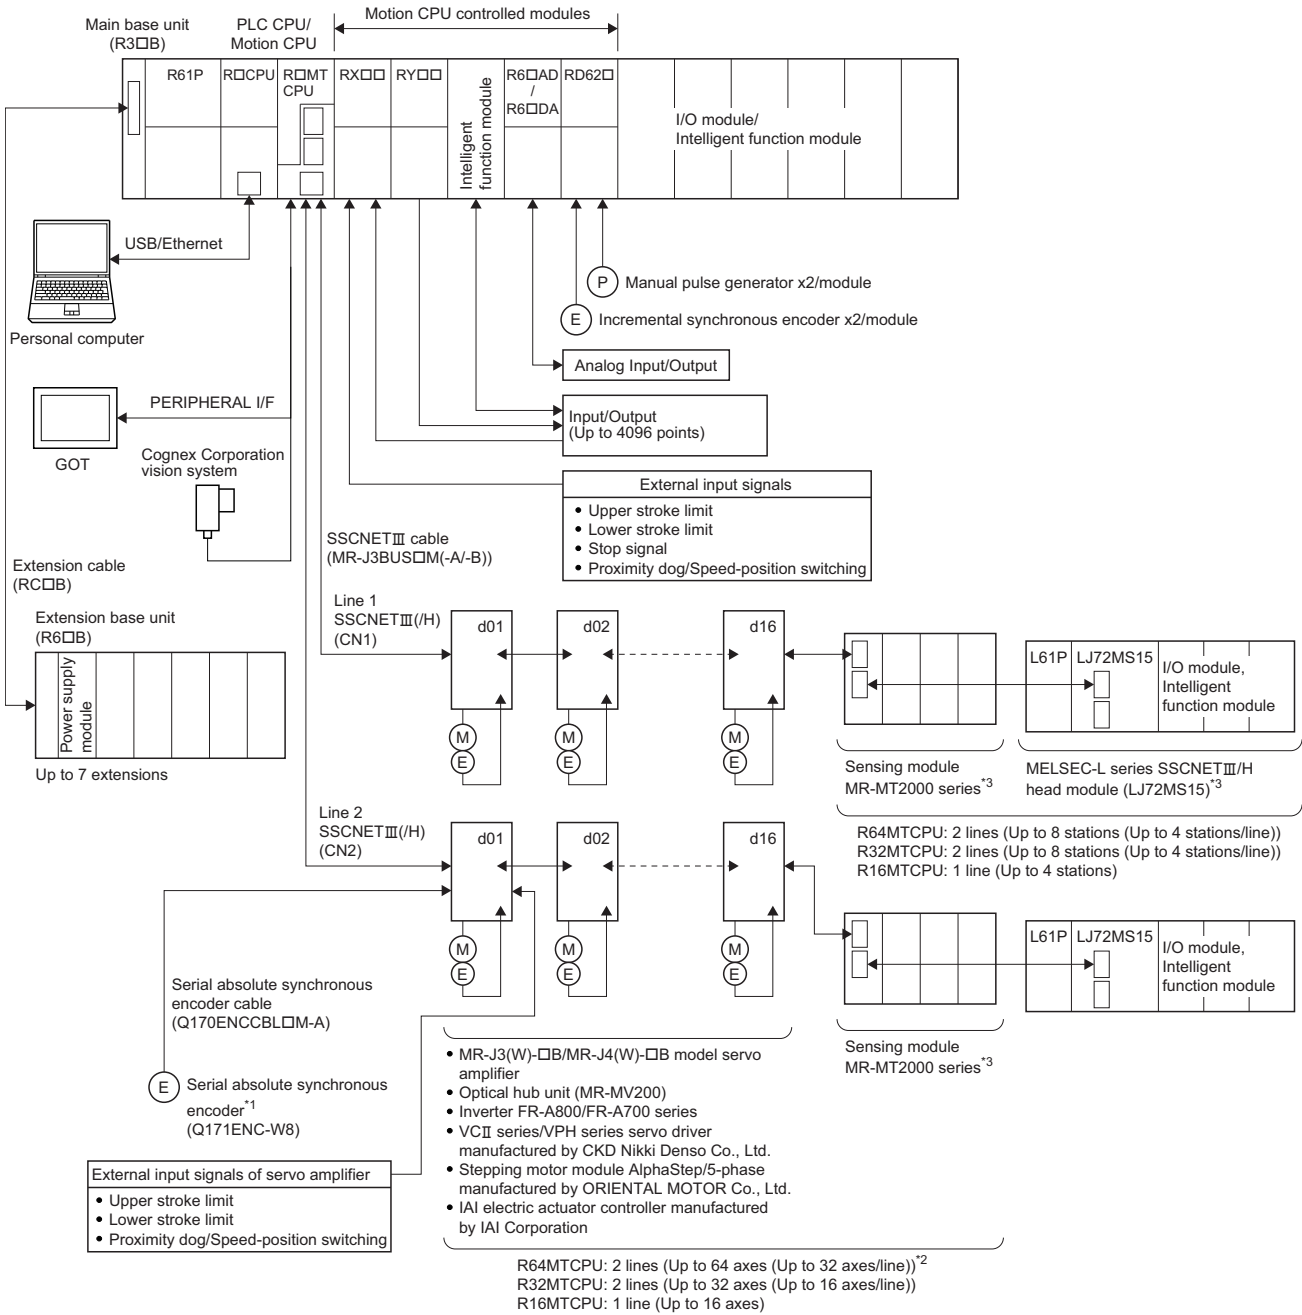 Main base unit
(R3□B)
PLC CPU/
Motion CPU
Motion CPU controlled modules
R61P
R□CPU
R□MT
CPU
RX□□
RY□□
Intelligent
function module
R6□AD
/
R6□DA
RD62□
I/O module/
Intelligent function module
USB/Ethernet
Personal computer
P
Manual pulse generator x2/module
E
Incremental synchronous encoder x2/module
Analog Input/Output
PERIPHERAL I/F
GOT
Input/Output
(Up to 4096 points)
Cognex Corporation
vision system
External input signals
• Upper stroke limit
• Lower stroke limit
• Stop signal
• Proximity dog/Speed-position switching
SSCNETⅢ cable
(MR-J3BUS□M(-A/-B))
Extension cable
(RC□B)
Extension base unit
(R6□B)
Power supply
module
Up to 7 extensions
Line 1
SSCNETⅢ(/H)
(CN1)
d01
d02
d16
M
E
M
E
M
E
L61P
LJ72MS15
I/O module,
Intelligent
function module
Sensing module
MR-MT2000 series*3
MELSEC-L series SSCNETⅢ/H
head module (LJ72MS15)*3
R64MTCPU: 2 lines (Up to 8 stations (Up to 4 stations/line))
R32MTCPU: 2 lines (Up to 8 stations (Up to 4 stations/line))
R16MTCPU: 1 line (Up to 4 stations)
Line 2
SSCNETⅢ(/H)
(CN2)
d01
d02
d16
M
E
M
E
M
E
L61P
LJ72MS15
I/O module,
Intelligent
function module
Sensing module
MR-MT2000 series*3
Serial absolute synchronous
encoder cable
(Q170ENCCBL□M-A)
E
Serial absolute synchronous
encoder*1
(Q171ENC-W8)
External input signals of servo amplifier
• Upper stroke limit
• Lower stroke limit
• Proximity dog/Speed-position switching
• MR-J3(W)-□B/MR-J4(W)-□B model servo
amplifier
• Optical hub unit (MR-MV200)
• Inverter FR-A800/FR-A700 series
• VCⅡ series/VPH series servo driver
manufactured by CKD Nikki Denso Co., Ltd.
• Stepping motor module AlphaStep/5-phase
manufactured by ORIENTAL MOTOR Co., Ltd.
• IAI electric actuator controller manufactured
by IAI Corporation
R64MTCPU: 2 lines (Up to 64 axes (Up to 32 axes/line))*2
R32MTCPU: 2 lines (Up to 32 axes (Up to 16 axes/line))
R16MTCPU: 1 line (Up to 16 axes)